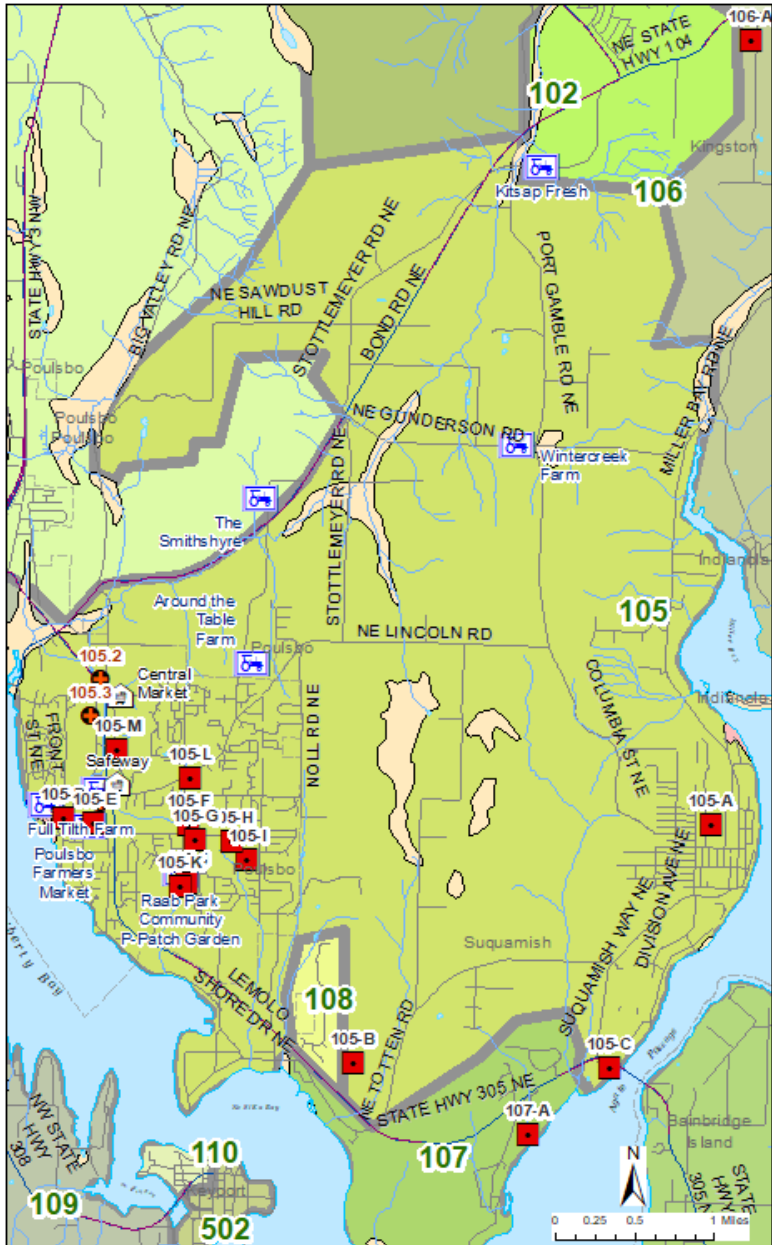 106-A
NE STATE
HWY 104
102
Kingston
Kitsap Fresh
106
STATE HWY 3 NW
BIG VALLEY RD NE
NE SAWDUST
HILL RD
STOTTLEMEYER RD NE
BOND RD NE
PORT GAMBLE RD NE
MILLER BAY RD NE
Poulsbo
Poulsbo
Poulsbo
NE GUNDERSON RD
Wintercreek
Farm
The
Smithshyre
STOTTLEMEYER RD NE
Indianola
Around the
Table
Farm
Poulsbo
NE LINCOLN RD
105
105.2
Central
Market
105.3
105-M
FRONT
ST NE
Safeway
105-L
NOLL RD NE
COLUMBIA ST NE
Indianola
105-E
105-F
105-G
105-H
105-I
105-A
Full Tilth Farm
Poulsbo
Farmers
Market
105-K
Poulsbo
Raab Park
Community
P-Patch Garden
Suquamish
SUQUAMISH WAY NE
DIVISION AVE NE
LEMOLO
SHORE DR NE
108
105-B
NE TOTTEN RD
105-C
STATE HWY 305 NE
107-A
107
Bainbridge
Island
NW STATE
HWY
308
110
Keyport
109
502
STATE
HWY
305 N
N
0 0.25 0.5 1 Miles